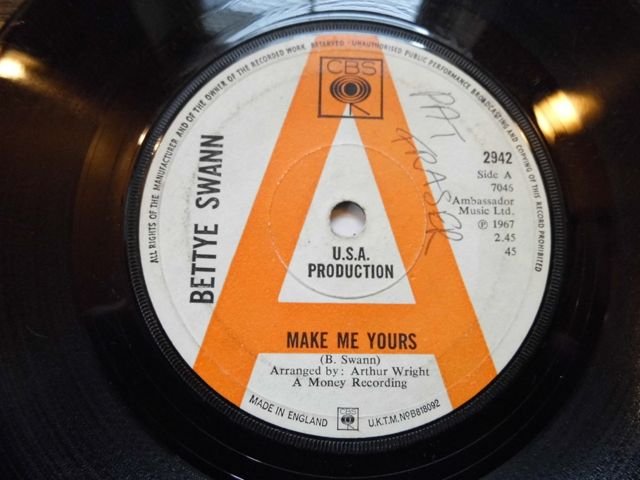 ALL RIGHTS OF THE MANUFACTURER AND OF THE OWNER OF THE RECORDED WORK RESERVED · UNAUTHORISED PUBLIC PERFORMANCE BROADCASTING AND COPYING OF THIS RECORD PROHIBITED
CBS
PAT
FRASER
BETTYE SWANN
2942
Side A
7046
Ambassador
Music Ltd.
℗ 1967
2.45
45
U.S.A.
PRODUCTION
MAKE ME YOURS
(B. Swann)
Arranged by: Arthur Wright
A Money Recording
MADE IN ENGLAND
CBS
U.K.T.M. No B818092